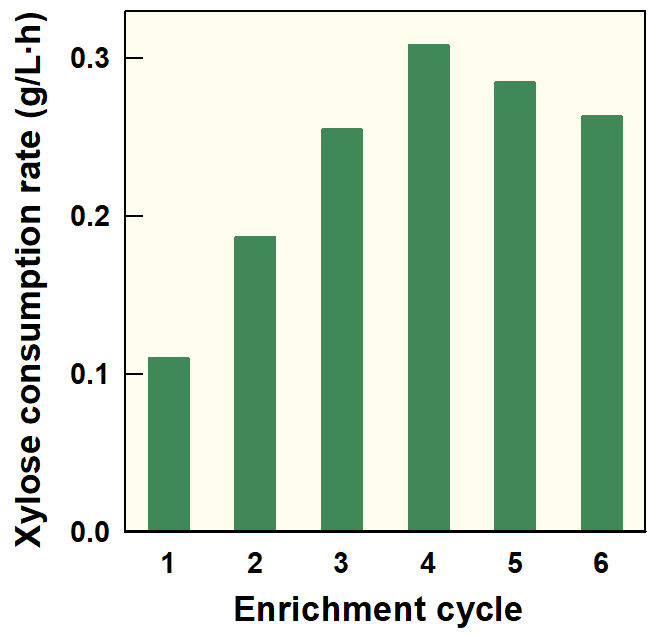 Xylose consumption rate (g/L·h)
0.3
0.2
0.1
0.0
1 2 3 4 5 6
Enrichment cycle